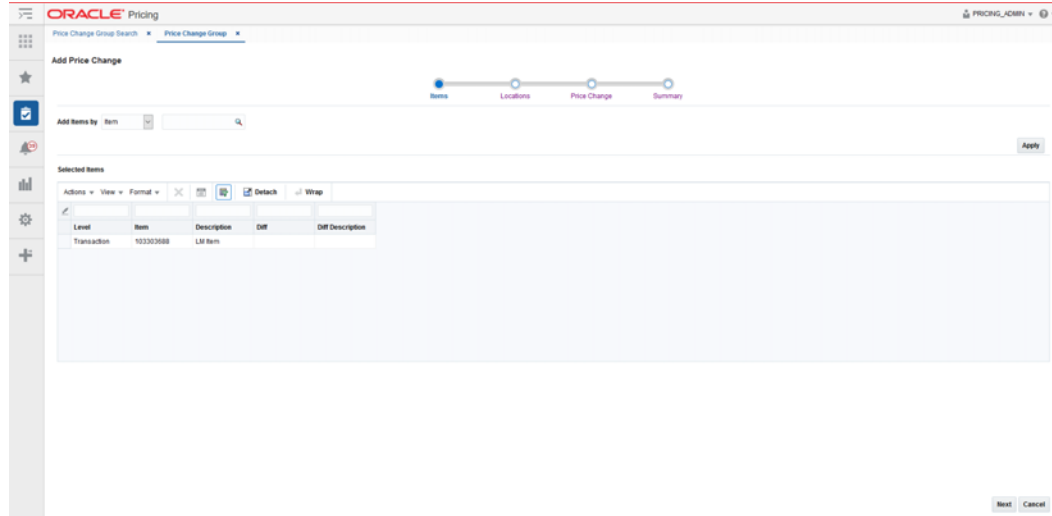 ORACLE Pricing
PRICING_ADMIN
Price Change Group Search
Price Change Group
Add Price Change
Items Locations Price Change Summary
Add Items by Item
Apply
Selected Items
Actions View Format Detach Wrap
Level Item Description Diff Diff Description
Transaction 103303688 LM Item
Next Cancel